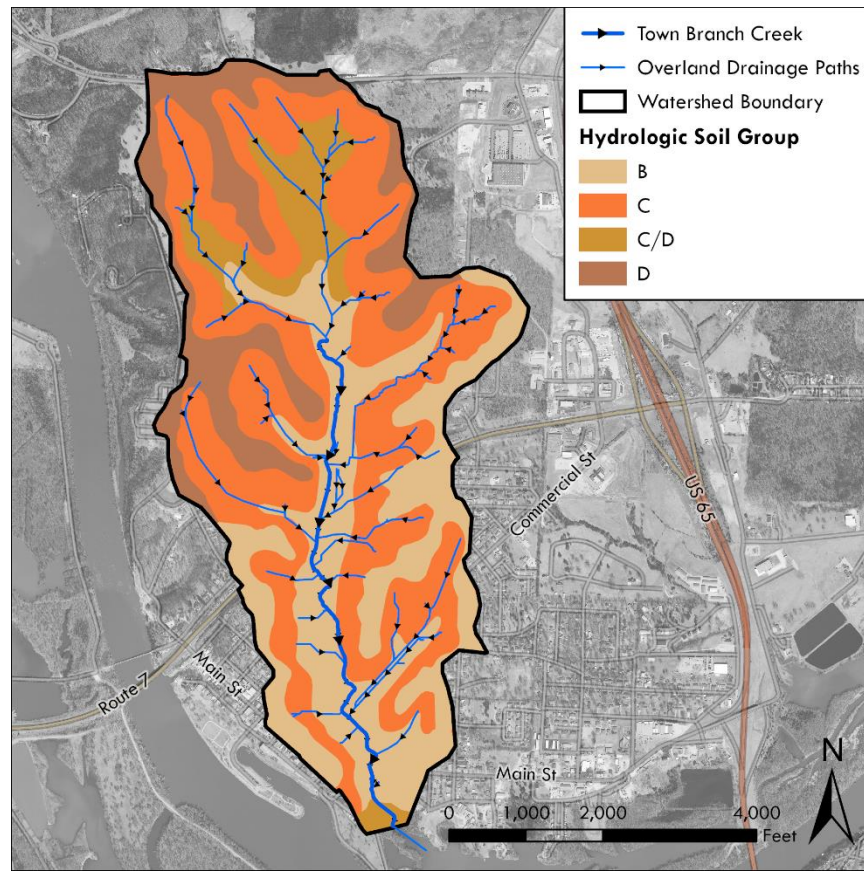 Town Branch Creek
Overland Drainage Paths
Watershed Boundary
Hydrologic Soil Group
B
C
C/D
D
US 65
Commercial St
Route 7
Main St
Main St
N
0 1,000 2,000 4,000
Feet